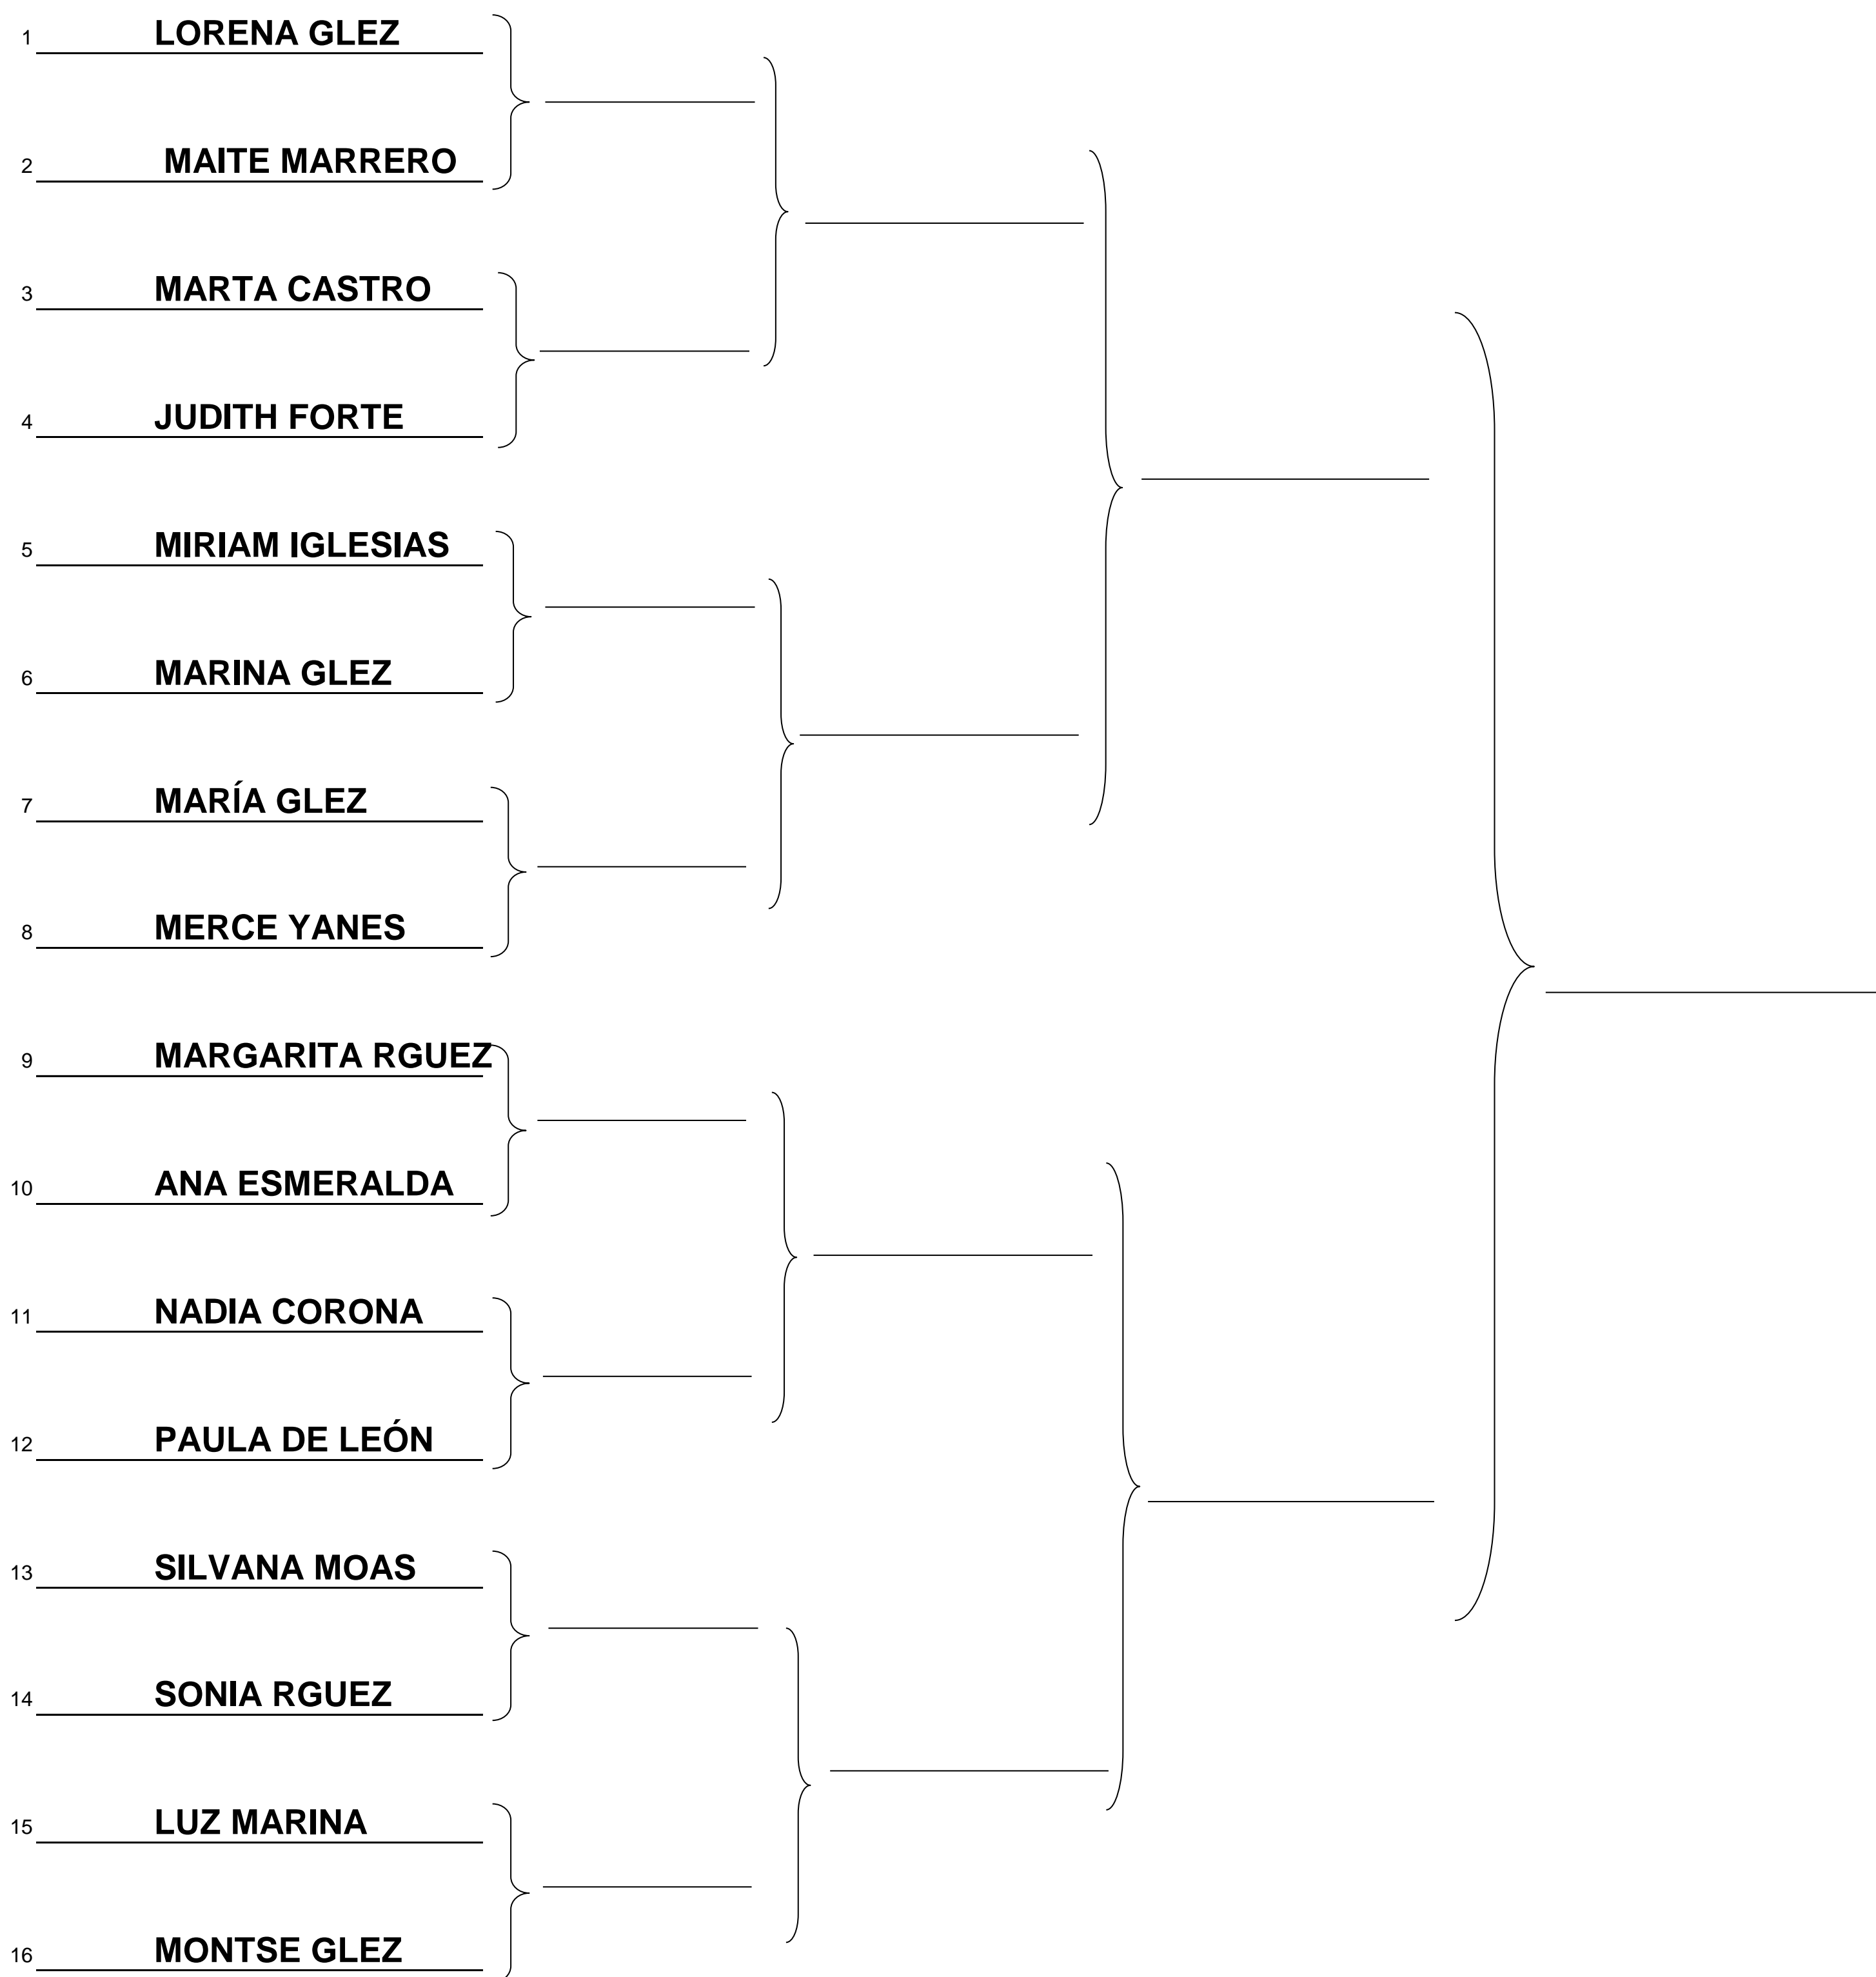 1 LORENA GLEZ
2 MAITE MARRERO
3 MARTA CASTRO
4 JUDITH FORTE
5 MIRIAM IGLESIAS
6 MARINA GLEZ
7 MARÍA GLEZ
8 MERCE YANES
9 MARGARITA RGUEZ
10 ANA ESMERALDA
11 NADIA CORONA
12 PAULA DE LEÓN
13 SILVANA MOAS
14 SONIA RGUEZ
15 LUZ MARINA
16 MONTSE GLEZ